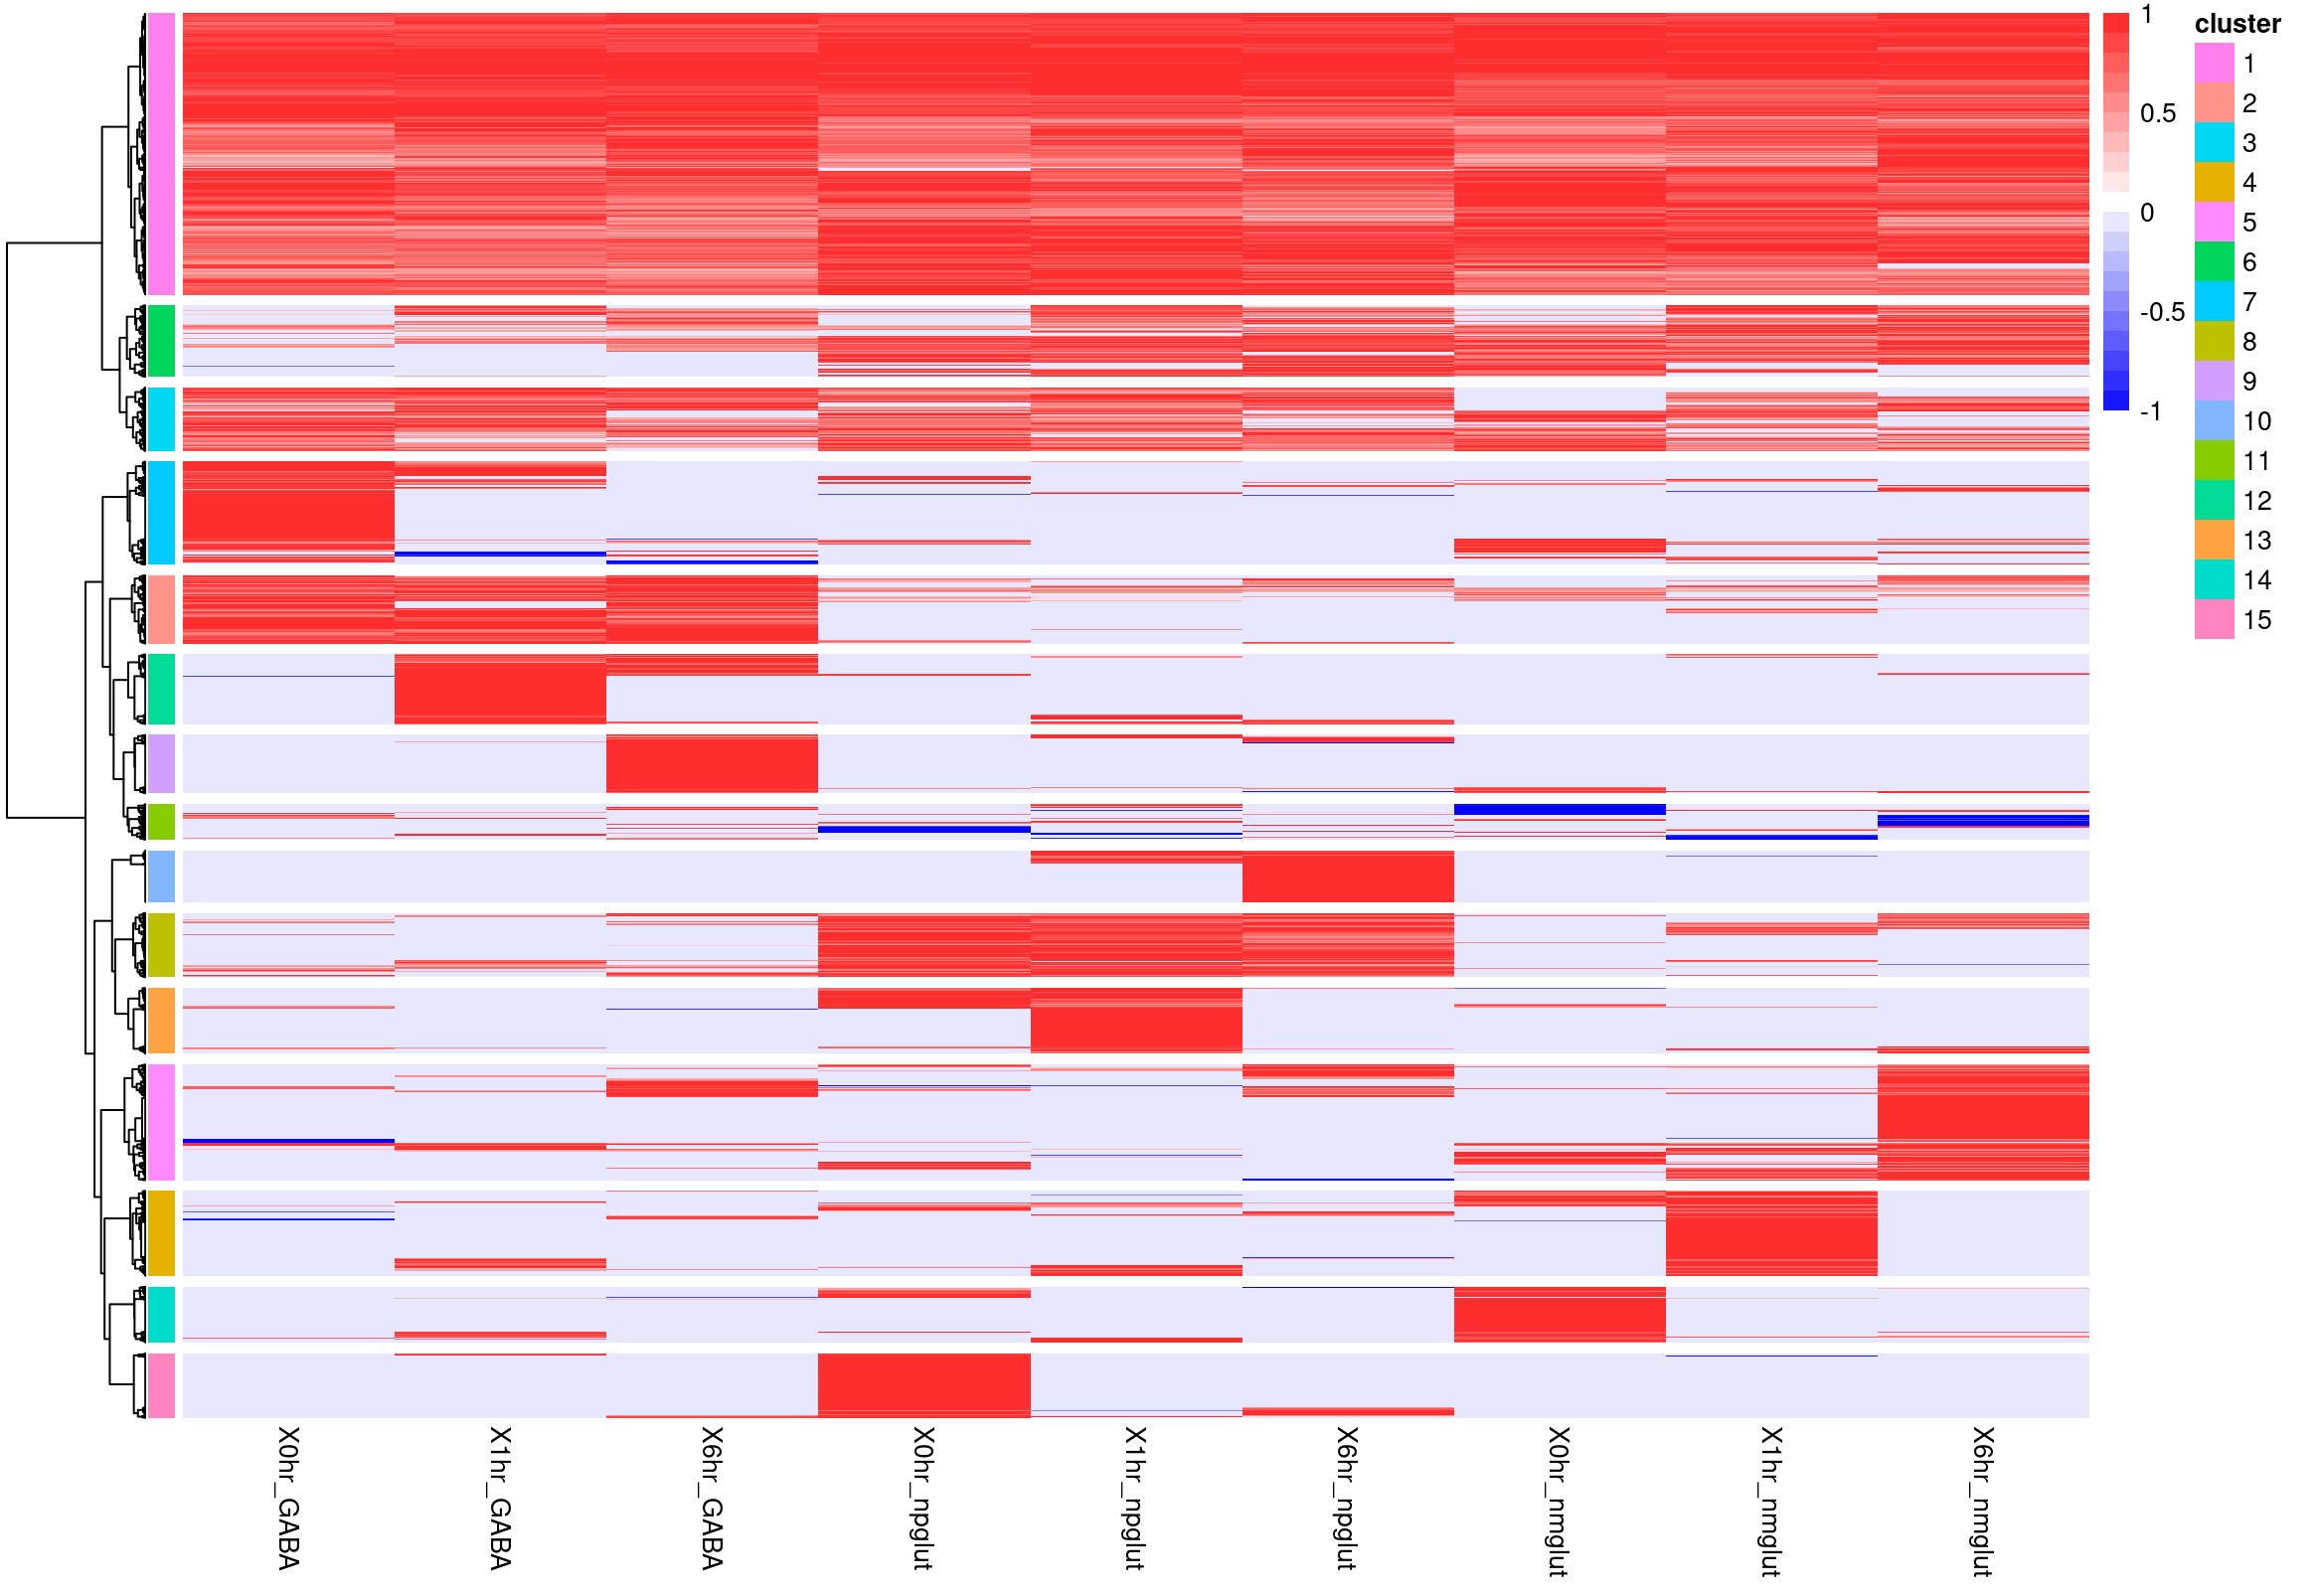 1
0.5
0
-0.5
-1
cluster
1
2
3
4
5
6
7
8
9
10
11
12
13
14
15
X0hr_GABA
X1hr_GABA
X6hr_GABA
X0hr_npglut
X1hr_npglut
X6hr_npglut
X0hr_nmglut
X1hr_nmglut
X6hr_nmglut